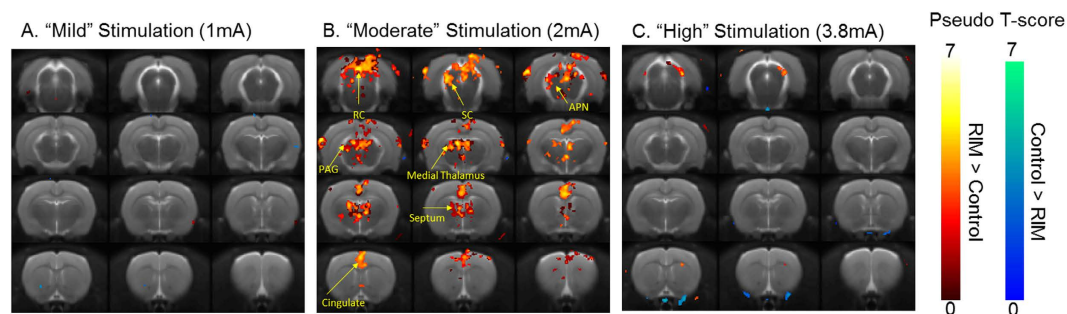 A. “Mild” Stimulation (1mA)
B. “Moderate” Stimulation (2mA)
C. “High” Stimulation (3.8mA)
Pseudo T-score
7
7
RIM > Control
Control > RIM
0
0
RC
SC
APN
PAG
Medial Thalamus
Septum
Cingulate